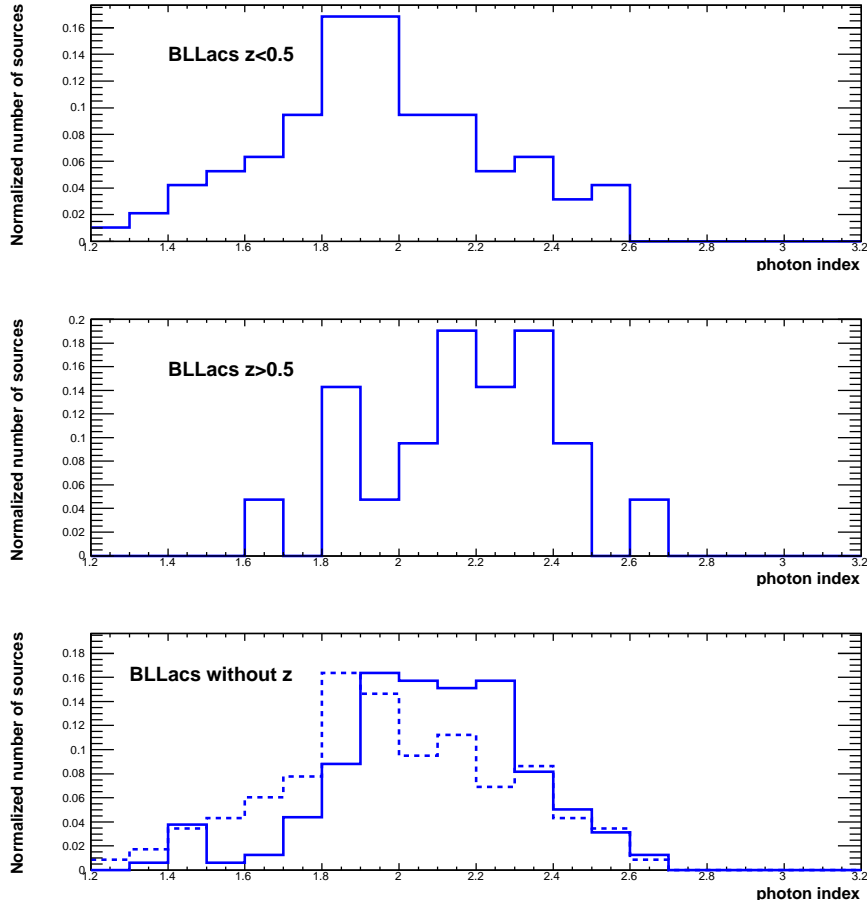 Normalized number of sources
0.16
0.14
0.12
0.1
0.08
0.06
0.04
0.02
0
BLLacs z<0.5
1.2 1.4 1.6 1.8 2 2.2 2.4 2.6 2.8 3 3.2
photon index
Normalized number of sources
0.2
0.18
0.16
0.14
0.12
0.1
0.08
0.06
0.04
0.02
0
BLLacs z>0.5
1.2 1.4 1.6 1.8 2 2.2 2.4 2.6 2.8 3 3.2
photon index
Normalized number of sources
0.18
0.16
0.14
0.12
0.1
0.08
0.06
0.04
0.02
0
BLLacs without z
1.2 1.4 1.6 1.8 2 2.2 2.4 2.6 2.8 3 3.2
photon index